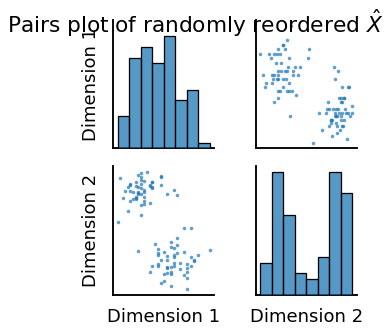 Pairs plot of randomly reordered X̂
Dimension 1
Dimension 2
Dimension 1
Dimension 2